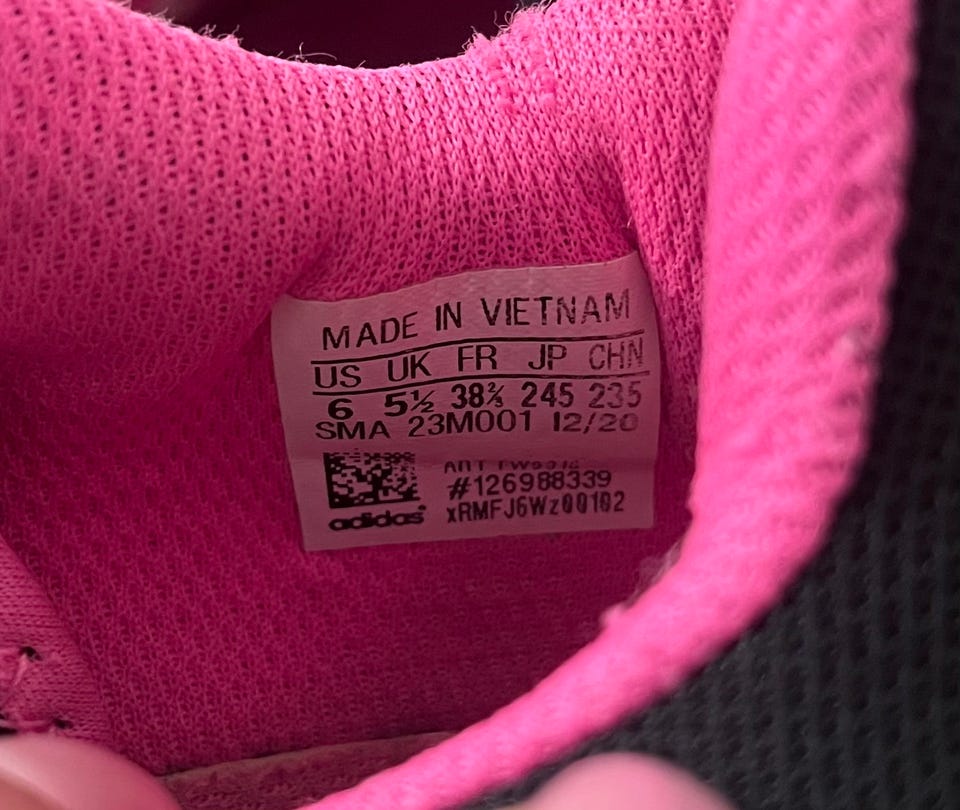 MADE IN VIETNAM
US UK FR JP CHN
6 5½ 38⅔ 245 235
SMA 23M001 12/20
#126988339
adidas xRMFJ6Wz00102